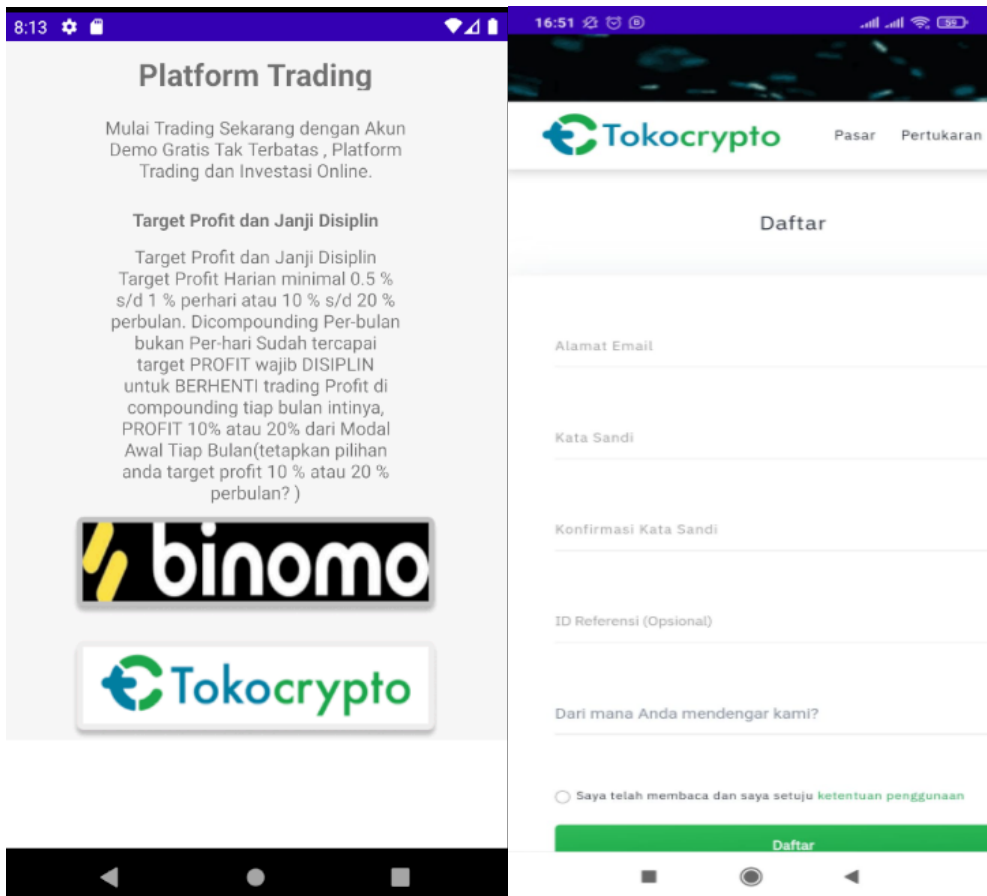 8:13
Platform Trading
Mulai Trading Sekarang dengan Akun
Demo Gratis Tak Terbatas , Platform
Trading dan Investasi Online.
Target Profit dan Janji Disiplin
Target Profit dan Janji Disiplin
Target Profit Harian minimal 0.5 %
s/d 1 % perhari atau 10 % s/d 20 %
perbulan. Dicompounding Per-bulan
bukan Per-hari Sudah tercapai
target PROFIT wajib DISIPLIN
untuk BERHENTI trading Profit di
compounding tiap bulan intinya,
PROFIT 10% atau 20% dari Modal
Awal Tiap Bulan(tetapkan pilihan
anda target profit 10 % atau 20 %
perbulan? )
binomo
Tokocrypto
16:51
59
Tokocrypto
Pasar Pertukaran
Daftar
Alamat Email
Kata Sandi
Konfirmasi Kata Sandi
ID Referensi (Opsional)
Dari mana Anda mendengar kami?
Saya telah membaca dan saya setuju ketentuan penggunaan
Daftar